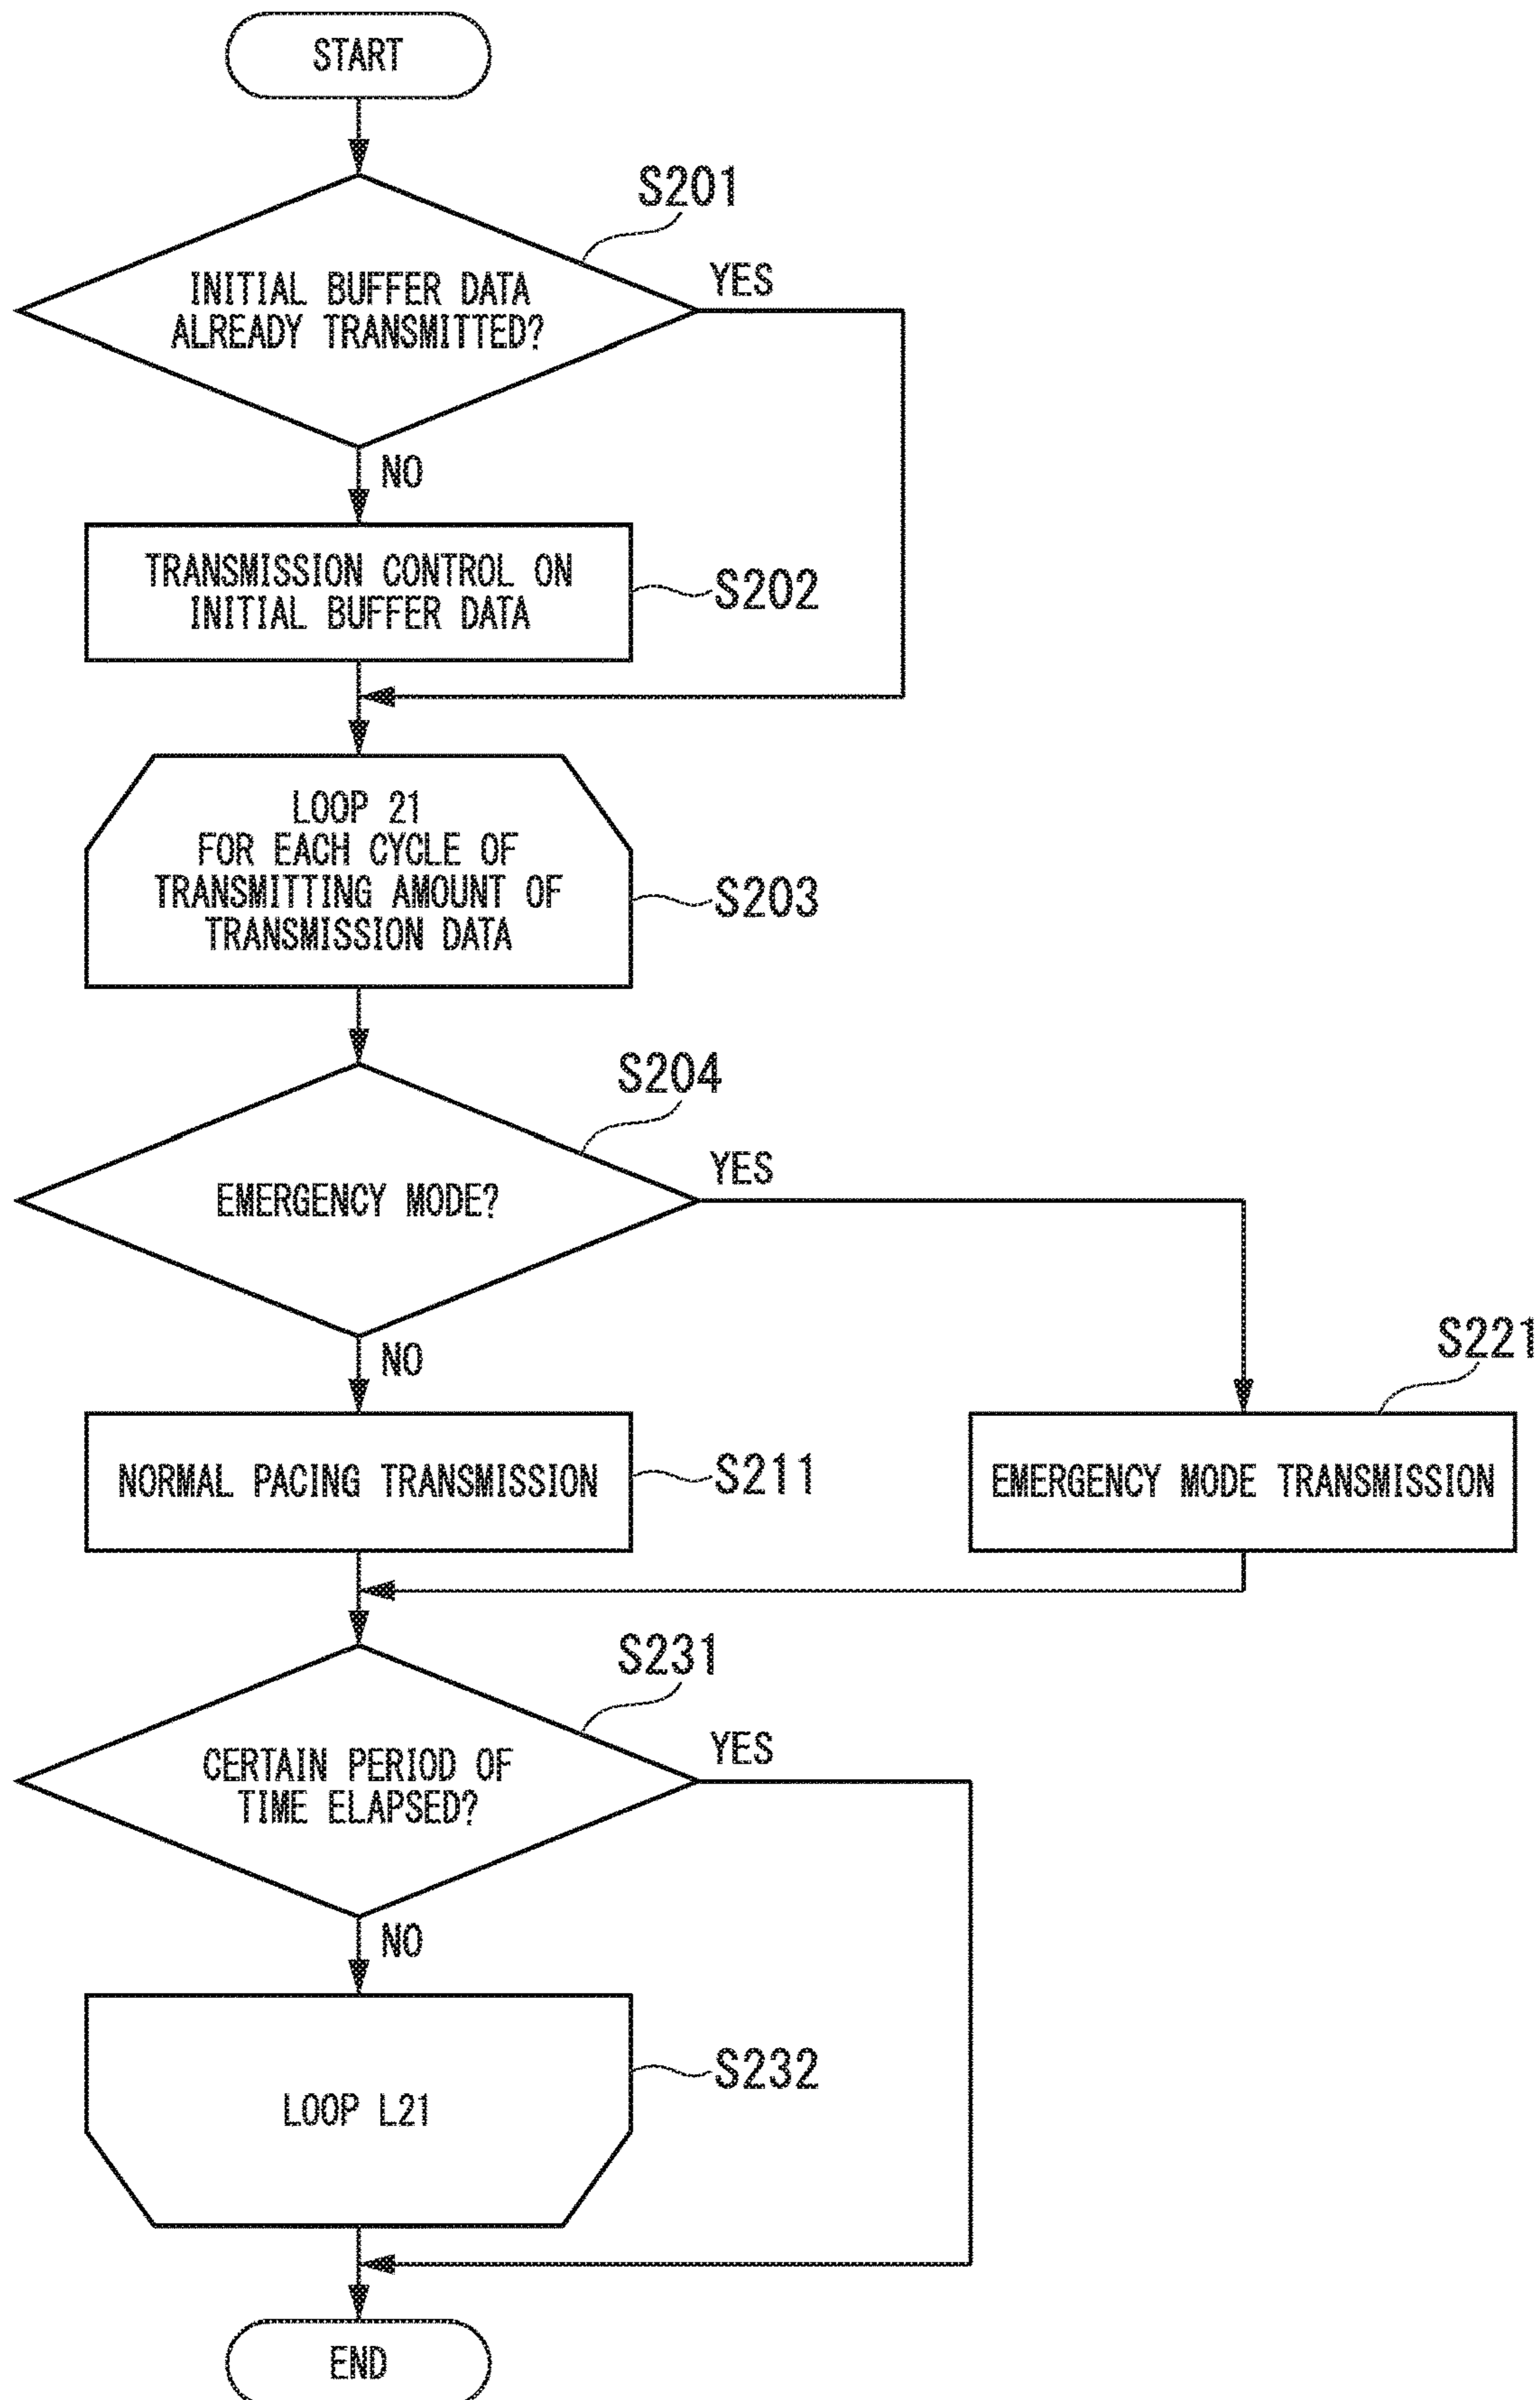 START
S201
INITIAL BUFFER DATA
ALREADY TRANSMITTED?
YES
NO
TRANSMISSION CONTROL ON
INITIAL BUFFER DATA
S202
LOOP 21
FOR EACH CYCLE OF
TRANSMITTING AMOUNT OF
TRANSMISSION DATA
S203
S204
EMERGENCY MODE?
YES
NO
S221
NORMAL PACING TRANSMISSION
S211
EMERGENCY MODE TRANSMISSION
S231
CERTAIN PERIOD OF
TIME ELAPSED?
YES
NO
LOOP L21
S232
END